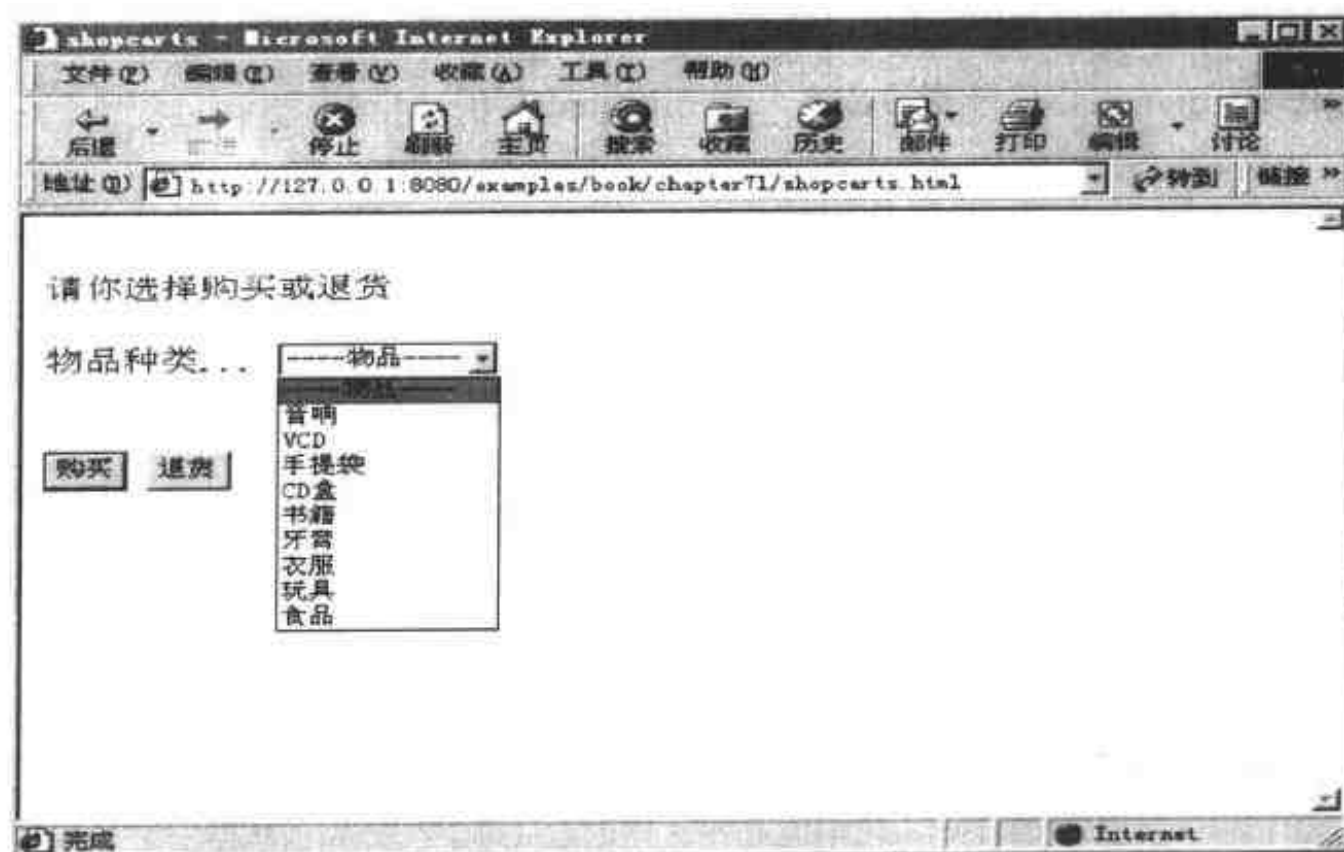 shopcarts - Microsoft Internet Explorer
文件(F) 编辑(E) 查看(V) 收藏(A) 工具(T) 帮助(H)
后退 停止 刷新 主页 搜索 收藏 历史 邮件 打印 编辑 讨论 »
地址(D) http://127.0.0.1:8080/examples/book/chapter71/shopcarts.html 转到 链接 »
请你选择购买或退货
物品种类... ----物品----
----物品----
音响
VCD
手提袋
CD盒
书籍
牙膏
衣服
玩具
食品
购买 退货
完成 Internet